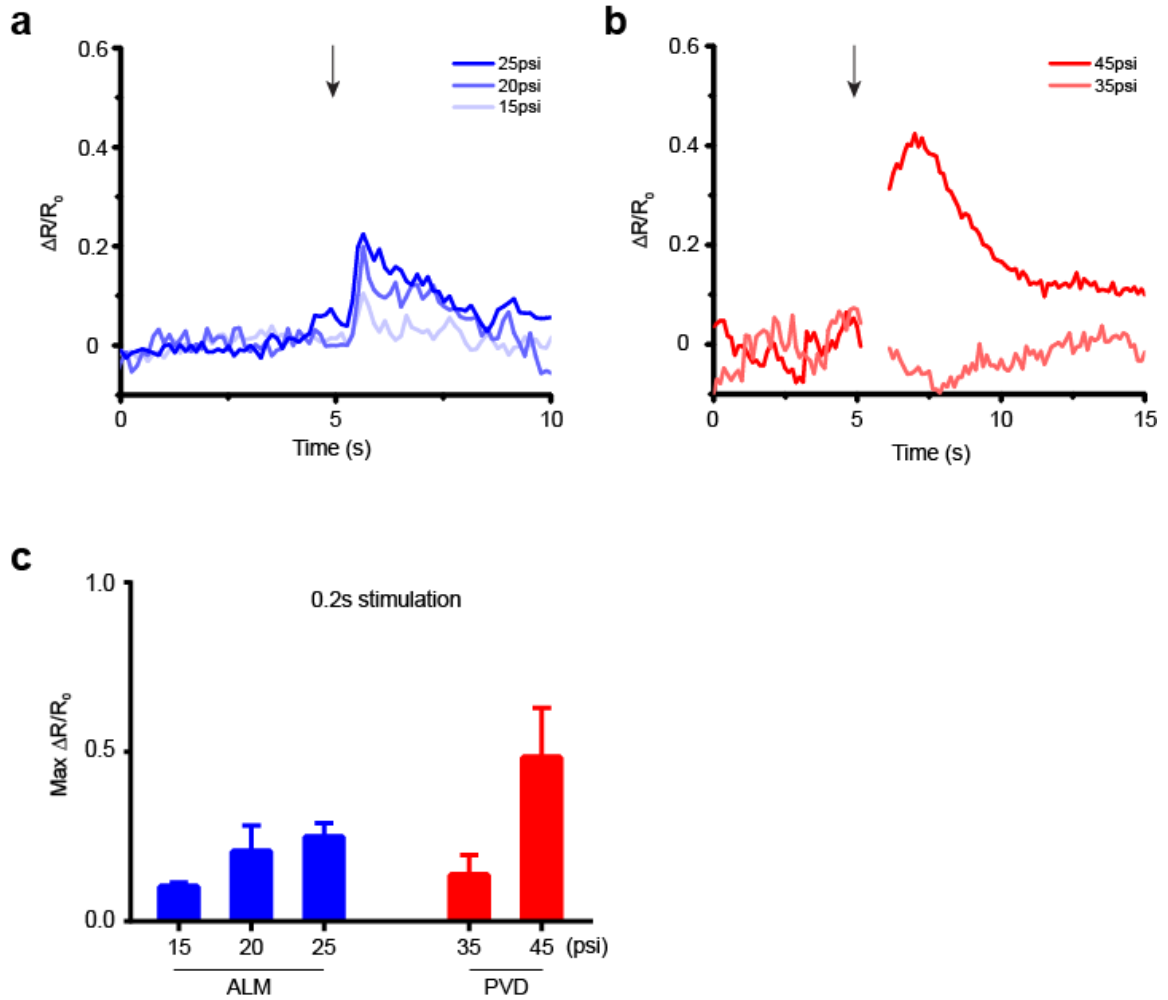 a
0.6
0.4
0.2
0
ΔR/R₀
25psi
20psi
15psi
0 5 10
Time (s)
b
0.6
0.4
0.2
0
ΔR/R₀
45psi
35psi
0 5 10 15
Time (s)
c
1.0
0.5
0.0
Max ΔR/R₀
0.2s stimulation
15 20 25 35 45 (psi)
ALM PVD